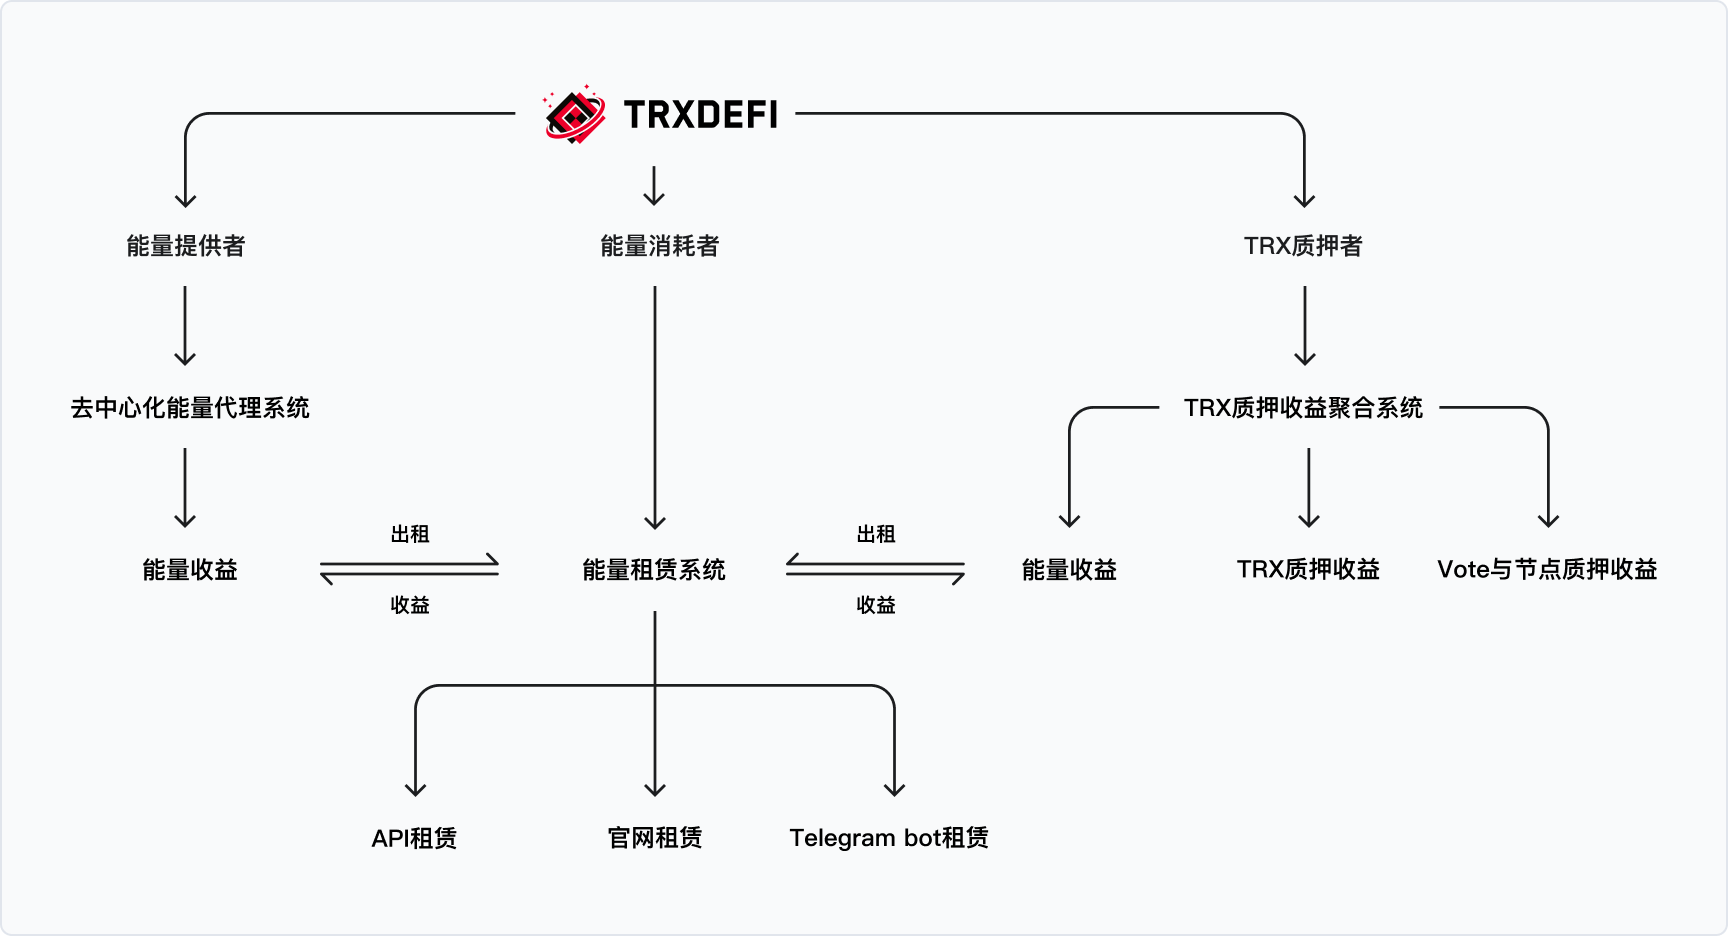 TRXDEFI
能量提供者
能量消耗者
TRX质押者
去中心化能量代理系统
TRX质押收益聚合系统
出租
出租
能量收益
能量租赁系统
能量收益
TRX质押收益
Vote与节点质押收益
收益
收益
API租赁
官网租赁
Telegram bot租赁